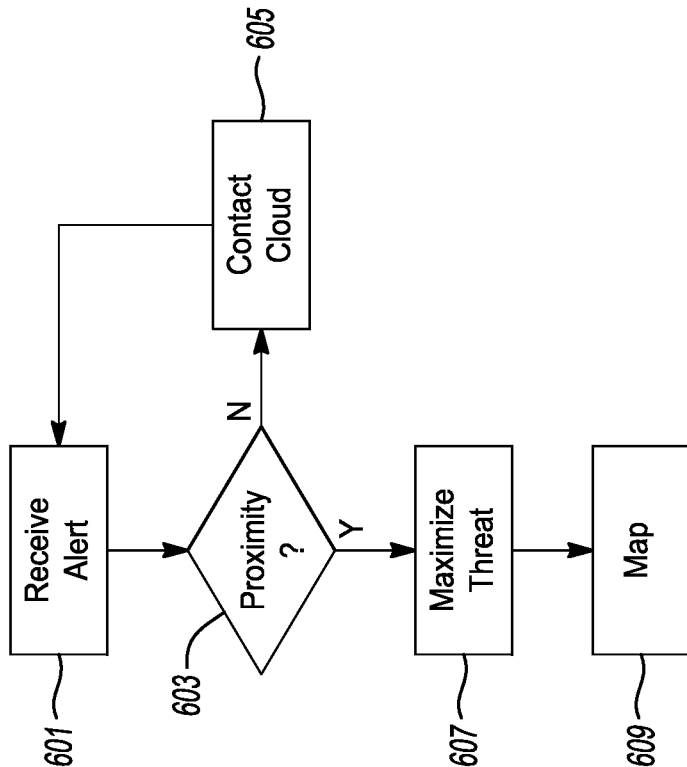 601
Receive
Alert
603
Proximity
?
N
Contact
Cloud
605
Y
607
Maximize
Threat
609
Map